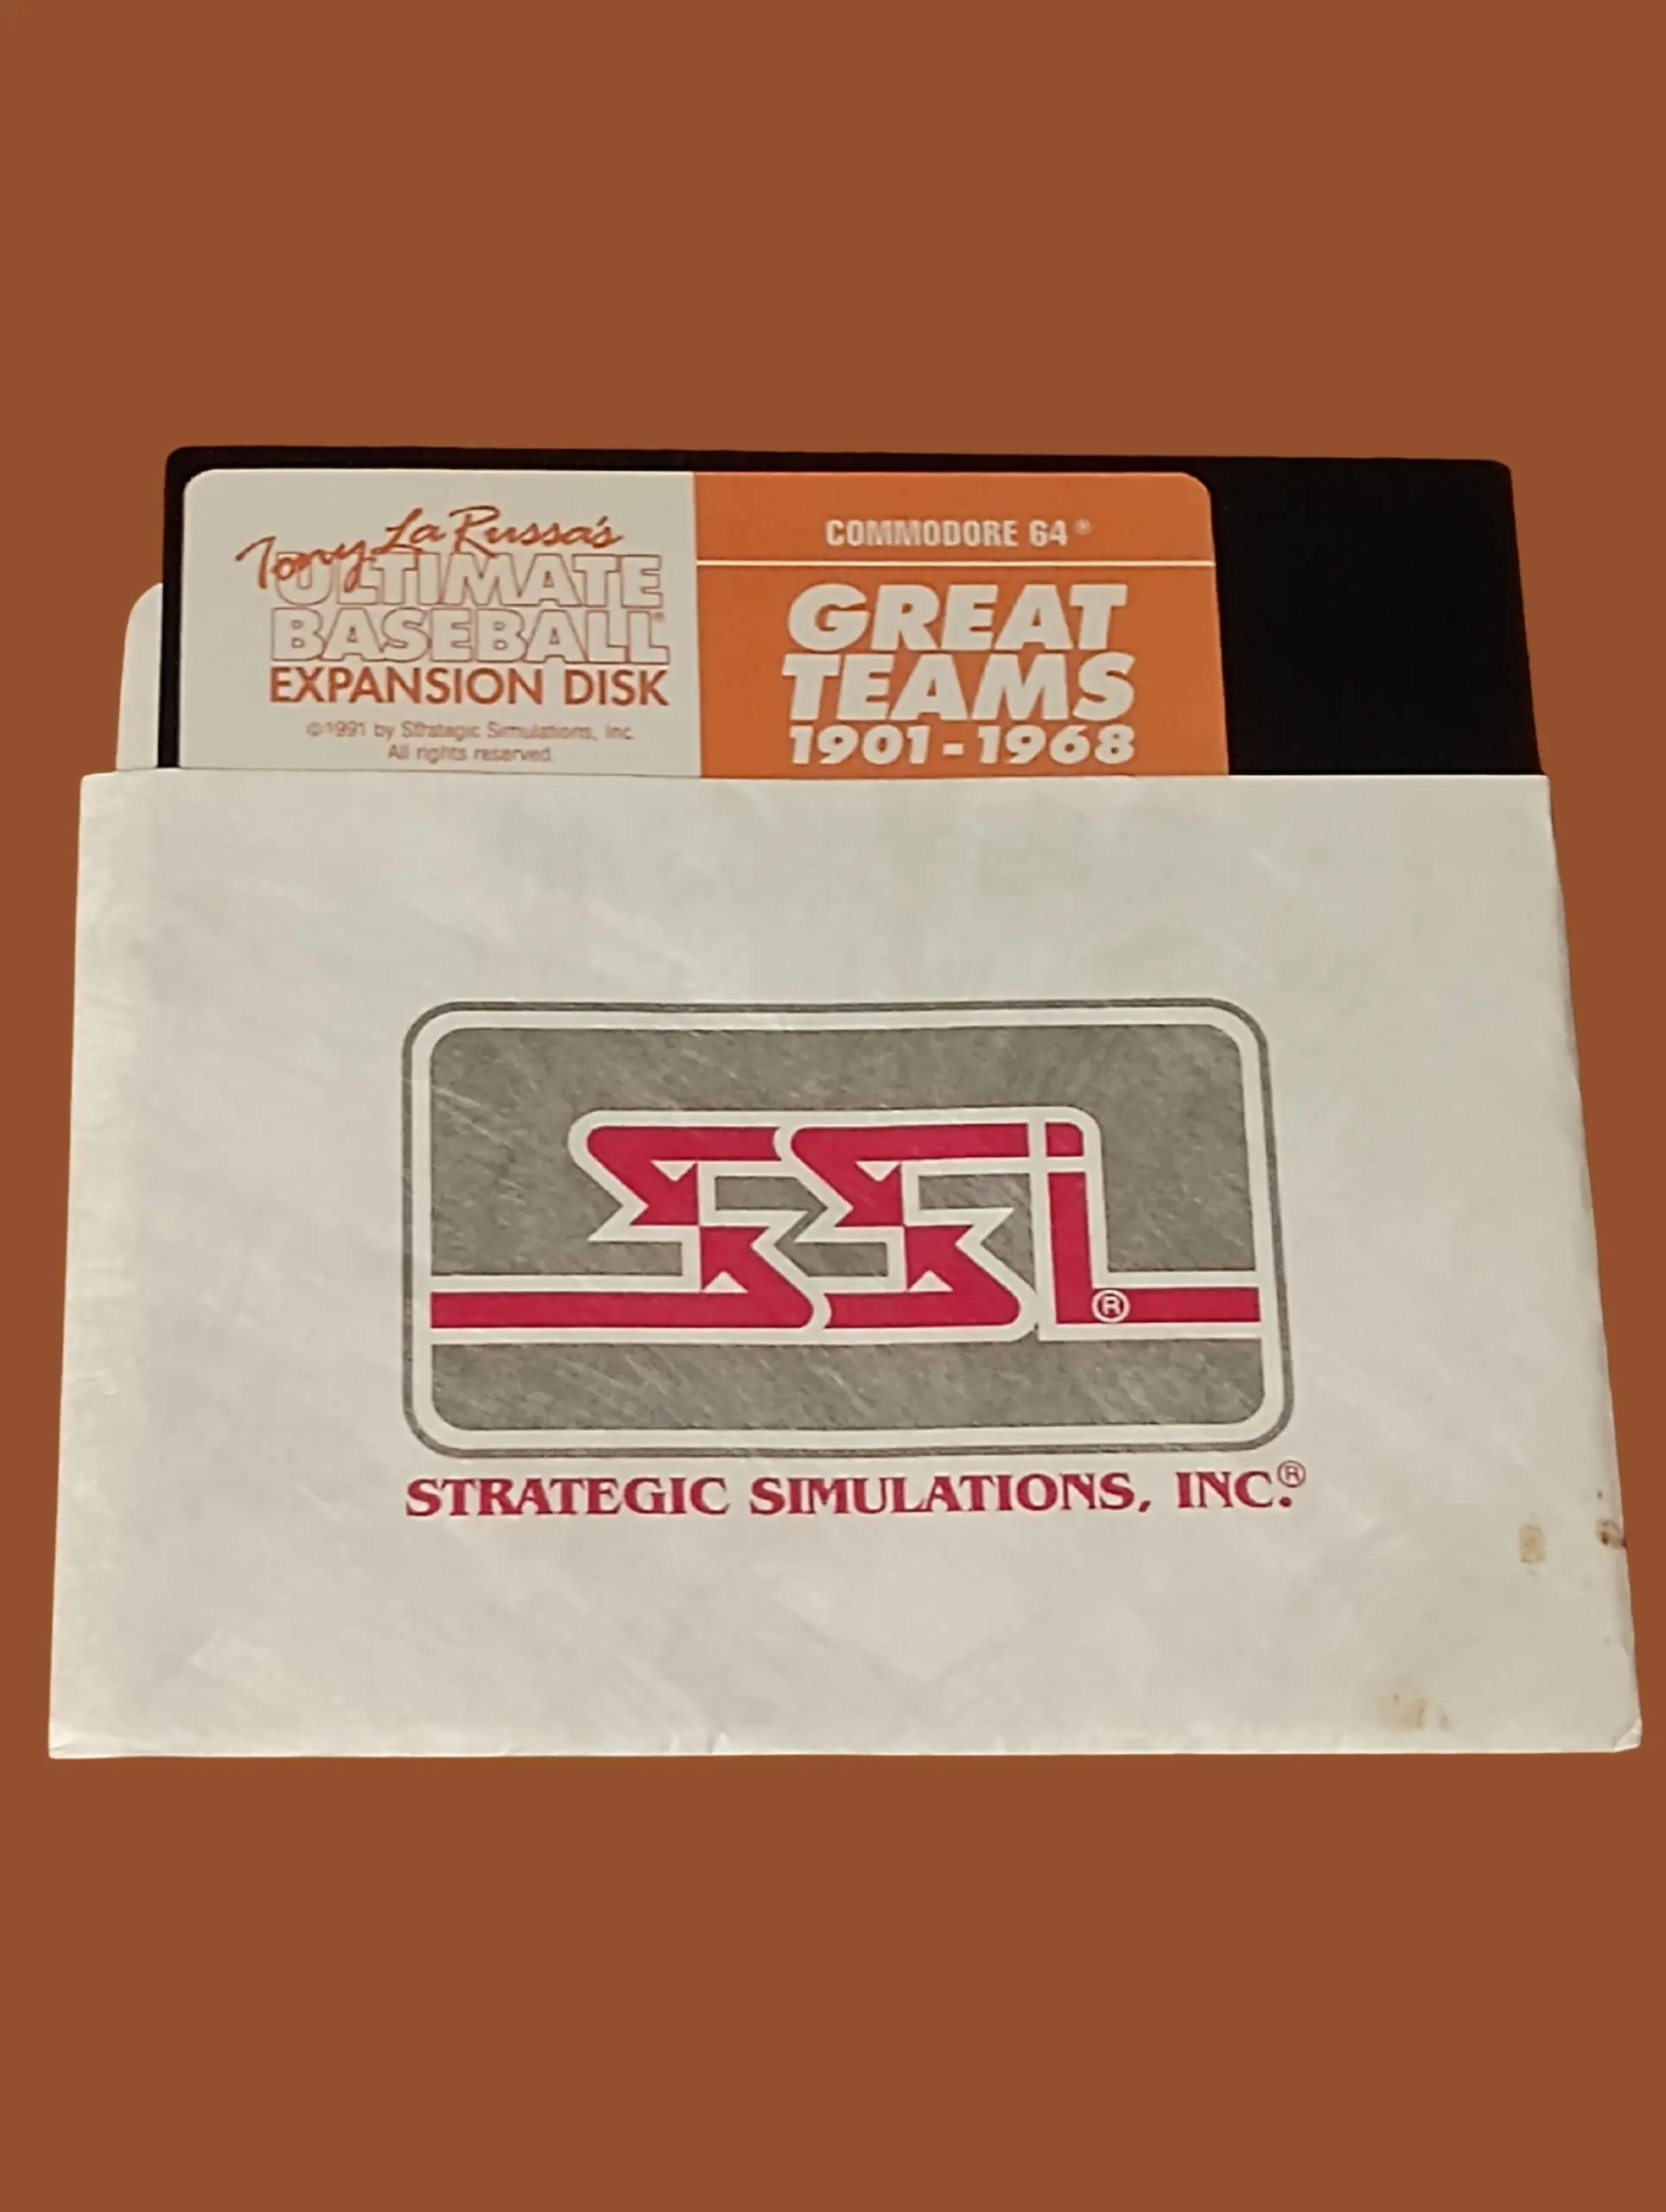 Tony La Russa's
ULTIMATE
BASEBALL®
EXPANSION DISK
©1991 by Strategic Simulations, Inc.
All rights reserved.
COMMODORE 64®
GREAT
TEAMS
1901-1968
SSI®
STRATEGIC SIMULATIONS, INC.®